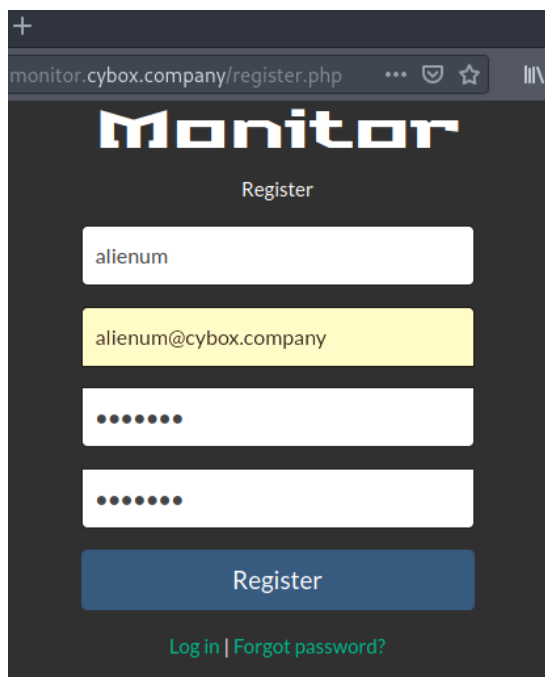 monitor.cybox.company/register.php
Monitor
Register
alienum
alienum@cybox.company
•••••••
•••••••
Register
Log in | Forgot password?